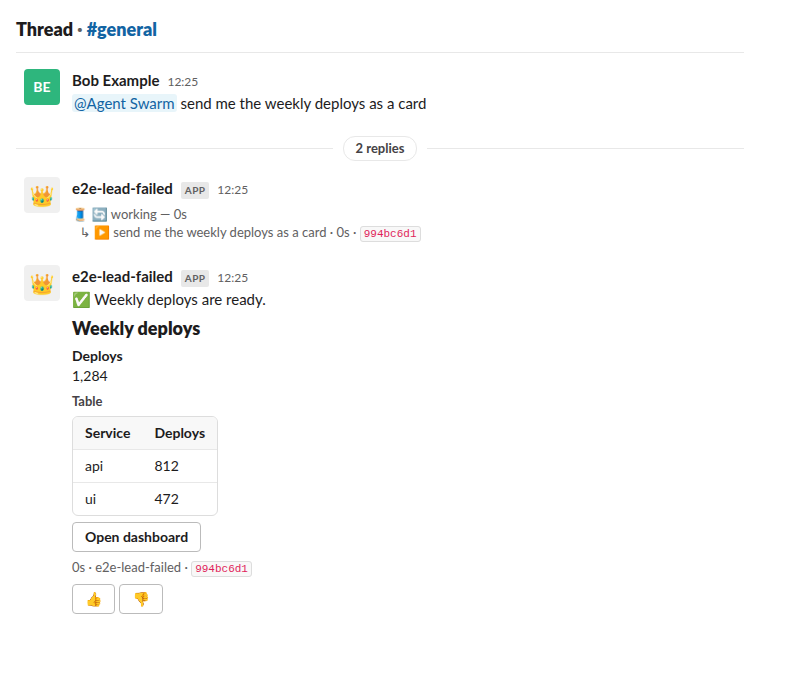 Thread • #general
BE
Bob Example 12:25
@Agent Swarm send me the weekly deploys as a card
2 replies
e2e-lead-failed APP 12:25
🧵 🔄 working — 0s
↳ ▶️ send me the weekly deploys as a card · 0s · 994bc6d1
e2e-lead-failed APP 12:25
✅ Weekly deploys are ready.
Weekly deploys
Deploys
1,284
Table
Service Deploys
api 812
ui 472
Open dashboard
0s · e2e-lead-failed · 994bc6d1
👍 👎